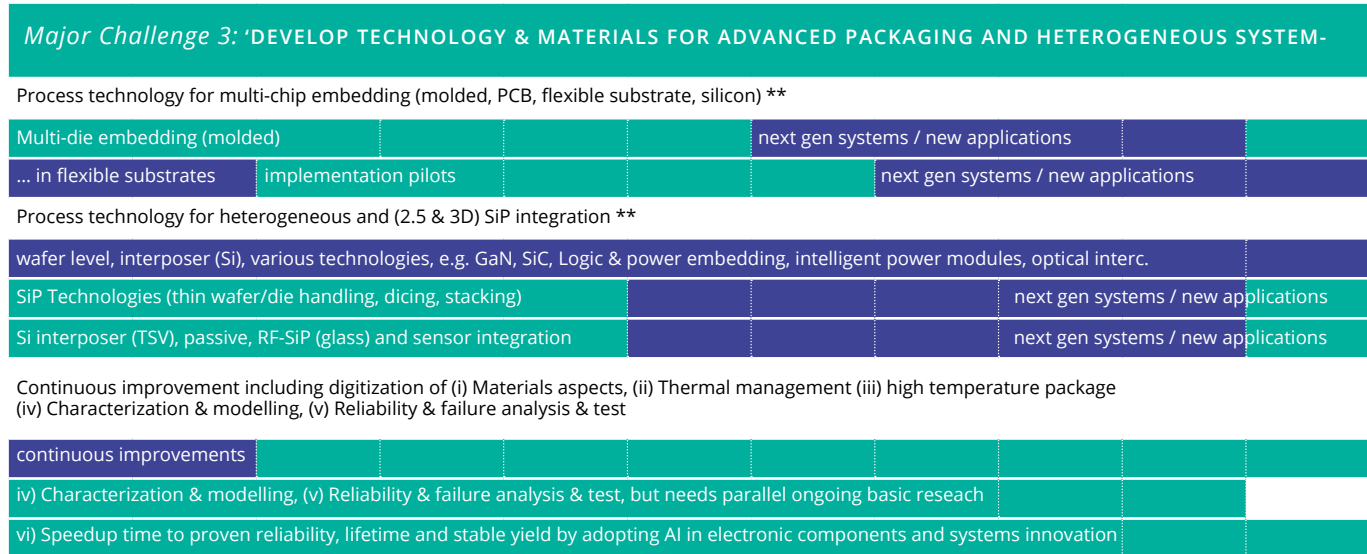 Major Challenge 3: ‘DEVELOP TECHNOLOGY & MATERIALS FOR ADVANCED PACKAGING AND HETEROGENEOUS SYSTEM-
Process technology for multi-chip embedding (molded, PCB, flexible substrate, silicon) **
Multi-die embedding (molded)
next gen systems / new applications
... in flexible substrates
implementation pilots
next gen systems / new applications
Process technology for heterogeneous and (2.5 & 3D) SiP integration **
wafer level, interposer (Si), various technologies, e.g. GaN, SiC, Logic & power embedding, intelligent power modules, optical interc.
SiP Technologies (thin wafer/die handling, dicing, stacking)
next gen systems / new applications
Si interposer (TSV), passive, RF-SiP (glass) and sensor integration
next gen systems / new applications
Continuous improvement including digitization of (i) Materials aspects, (ii) Thermal management (iii) high temperature package
(iv) Characterization & modelling, (v) Reliability & failure analysis & test
continuous improvements
iv) Characterization & modelling, (v) Reliability & failure analysis & test, but needs parallel ongoing basic reseach
vi) Speedup time to proven reliability, lifetime and stable yield by adopting AI in electronic components and systems innovation